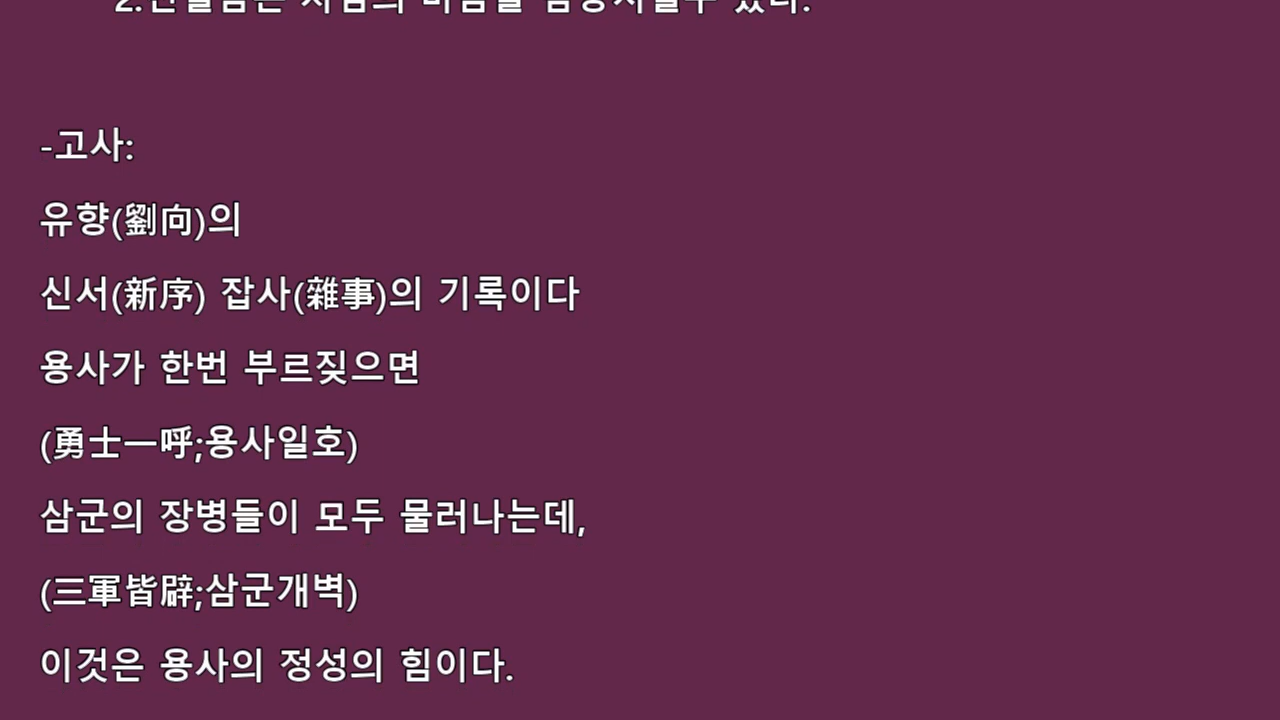 -고사:
유향(劉向)의
신서(新序) 잡사(雜事)의 기록이다
용사가 한번 부르짖으면
(勇士一呼;용사일호)
삼군의 장병들이 모두 물러나는데,
(三軍皆辟;삼군개벽)
이것은 용사의 정성의 힘이다.